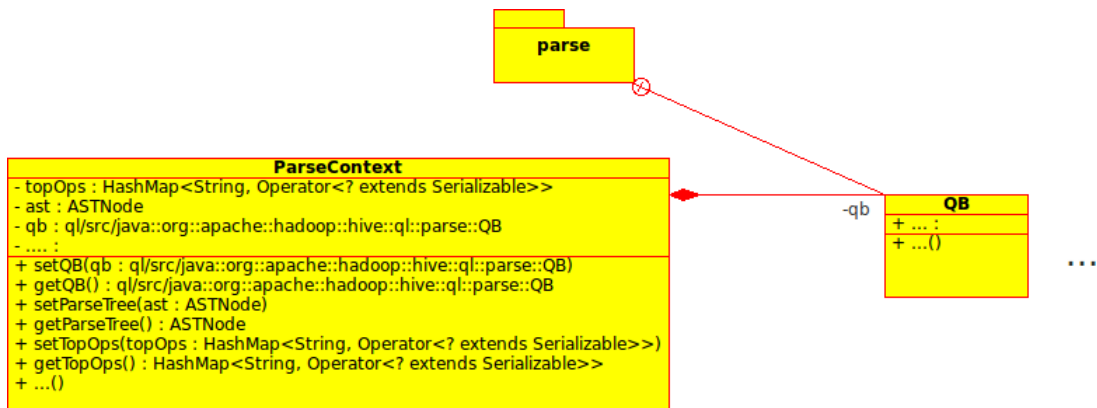 parse
ParseContext
- topOps : HashMap<String, Operator<? extends Serializable>>
- ast : ASTNode
- qb : ql/src/java::org::apache::hadoop::hive::ql::parse::QB
- .... :
+ setQB(qb : ql/src/java::org::apache::hadoop::hive::ql::parse::QB)
+ getQB() : ql/src/java::org::apache::hadoop::hive::ql::parse::QB
+ setParseTree(ast : ASTNode)
+ getParseTree() : ASTNode
+ setTopOps(topOps : HashMap<String, Operator<? extends Serializable>>)
+ getTopOps() : HashMap<String, Operator<? extends Serializable>>
+ ...()
-qb
QB
+ ... :
+ ...()
...